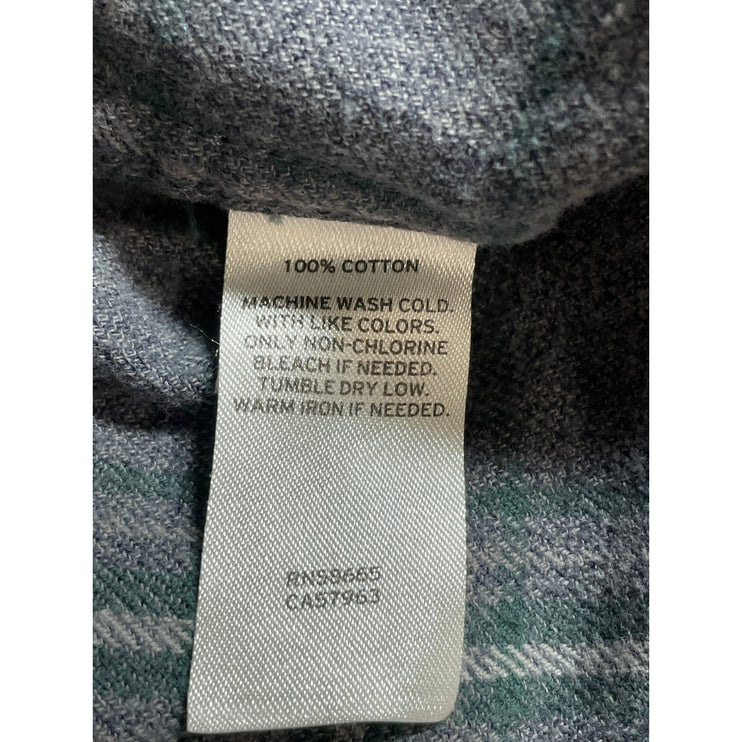 100% COTTON
MACHINE WASH COLD.
WITH LIKE COLORS.
ONLY NON-CHLORINE
BLEACH IF NEEDED.
TUMBLE DRY LOW.
WARM IRON IF NEEDED.
RN58665
CA57963